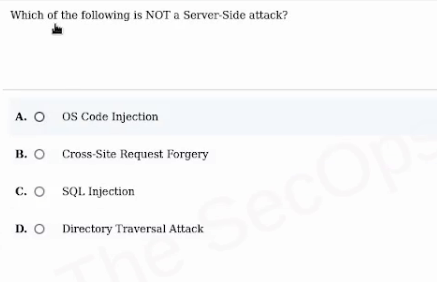 Which of the following is NOT a Server-Side attack?
A. OS Code Injection
B. Cross-Site Request Forgery
C. SQL Injection
D. Directory Traversal Attack
The SecOps